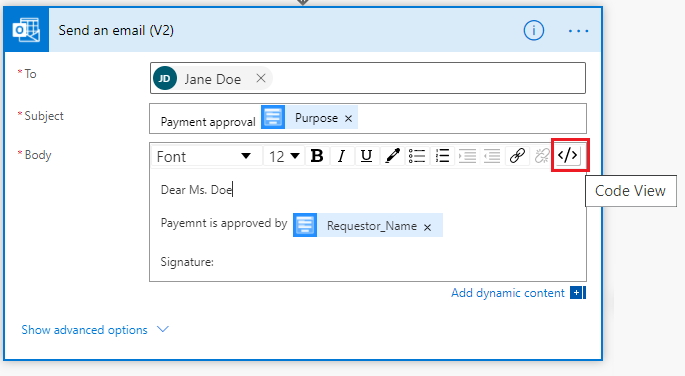 Send an email (V2)
* To
JD Jane Doe ×
* Subject
Payment approval Purpose ×
* Body
Font 12 B I U </>
Code View
Dear Ms. Doe
Payemnt is approved by Requestor_Name ×
Signature:
Add dynamic content
Show advanced options